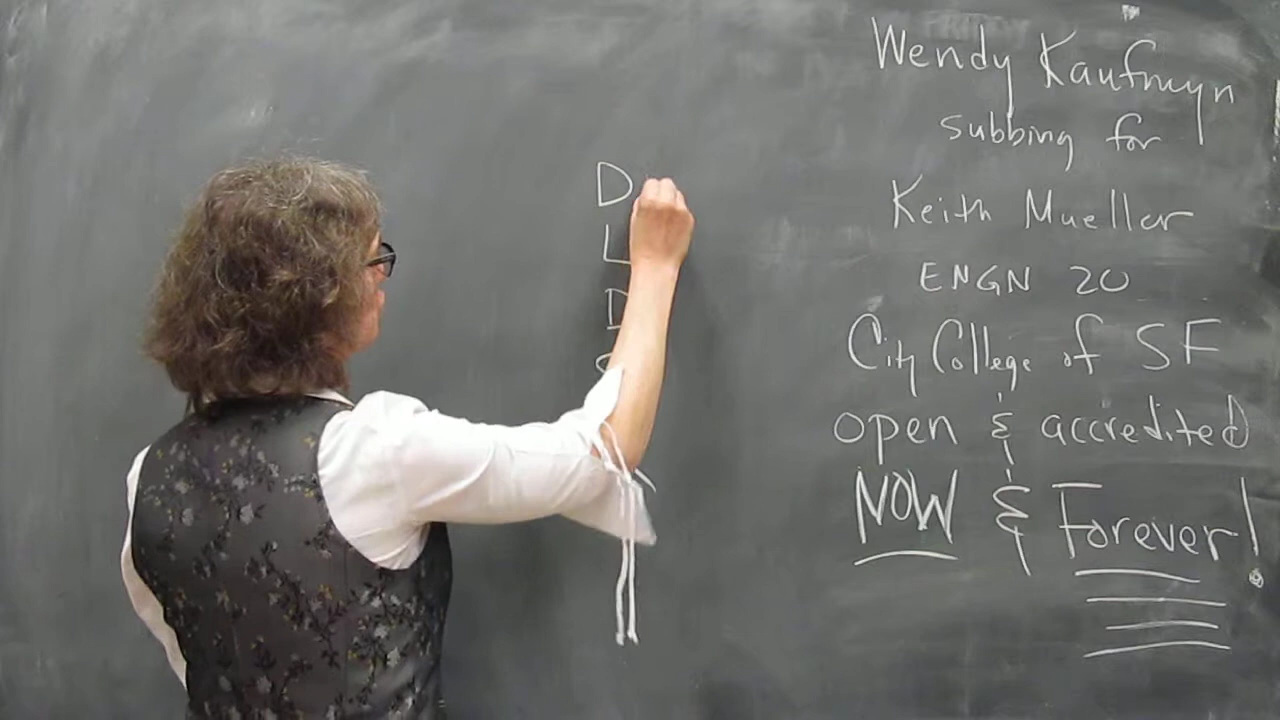 D
L
D
Wendy Kaufmyn
subbing for
Keith Mueller
ENGN 20
City College of SF
open & accredited
NOW & Forever!